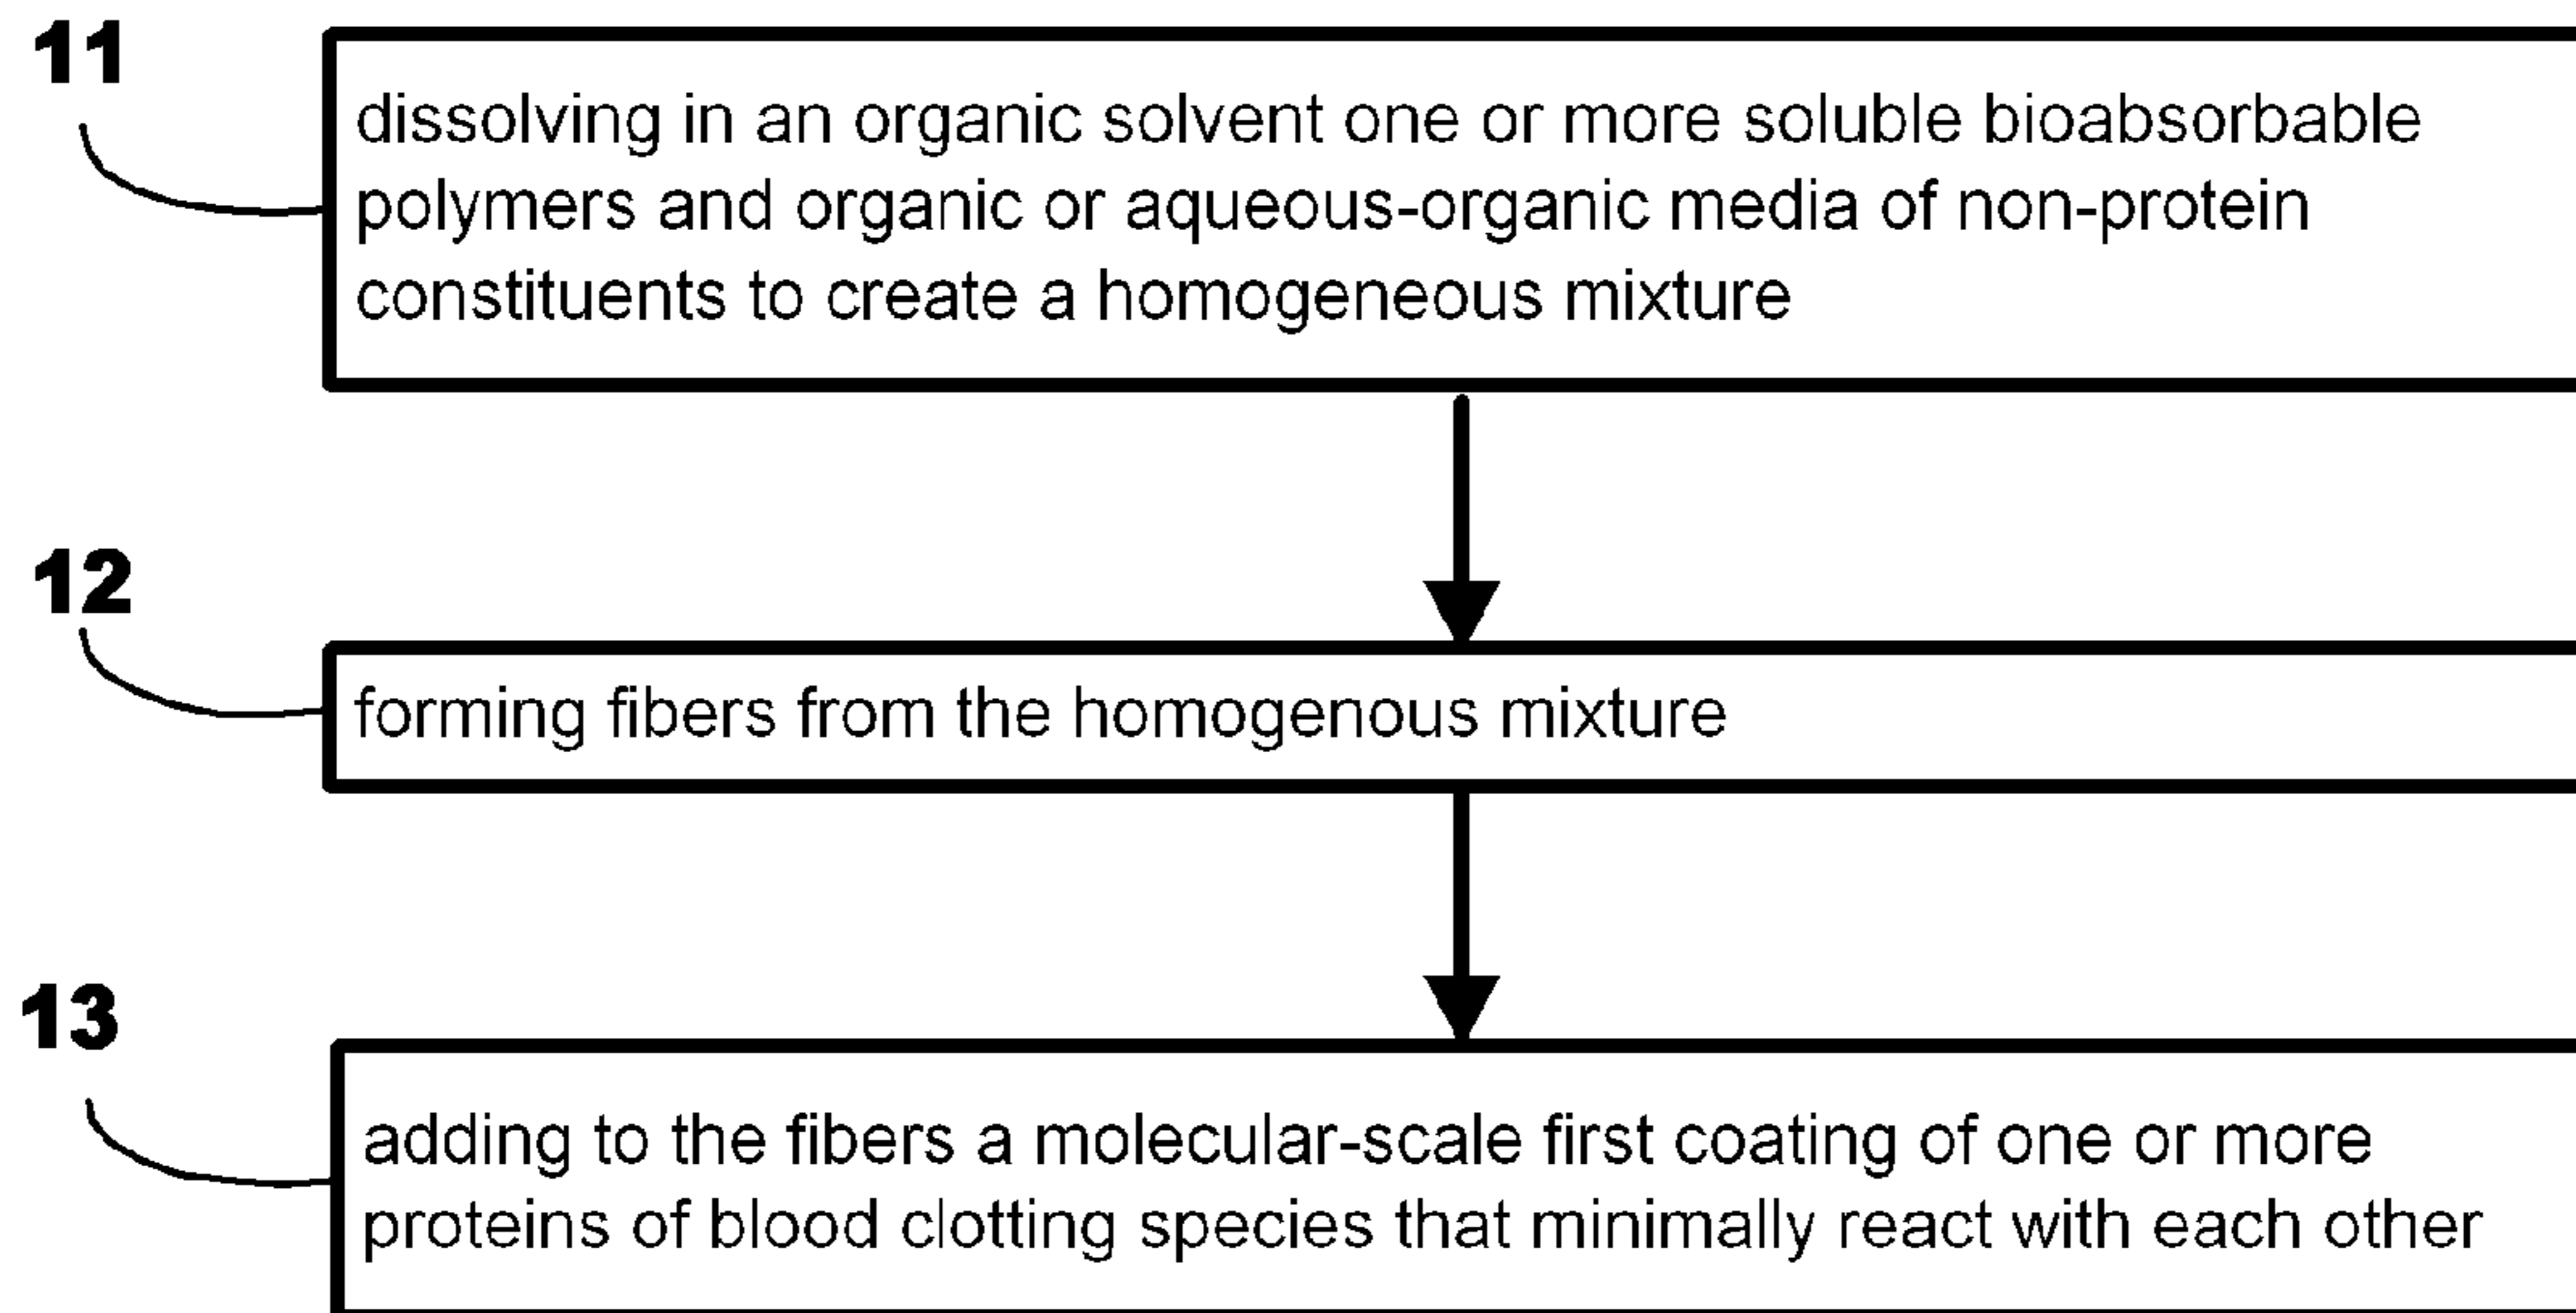 11
dissolving in an organic solvent one or more soluble bioabsorbable
polymers and organic or aqueous-organic media of non-protein
constituents to create a homogeneous mixture
12
forming fibers from the homogenous mixture
13
adding to the fibers a molecular-scale first coating of one or more
proteins of blood clotting species that minimally react with each other